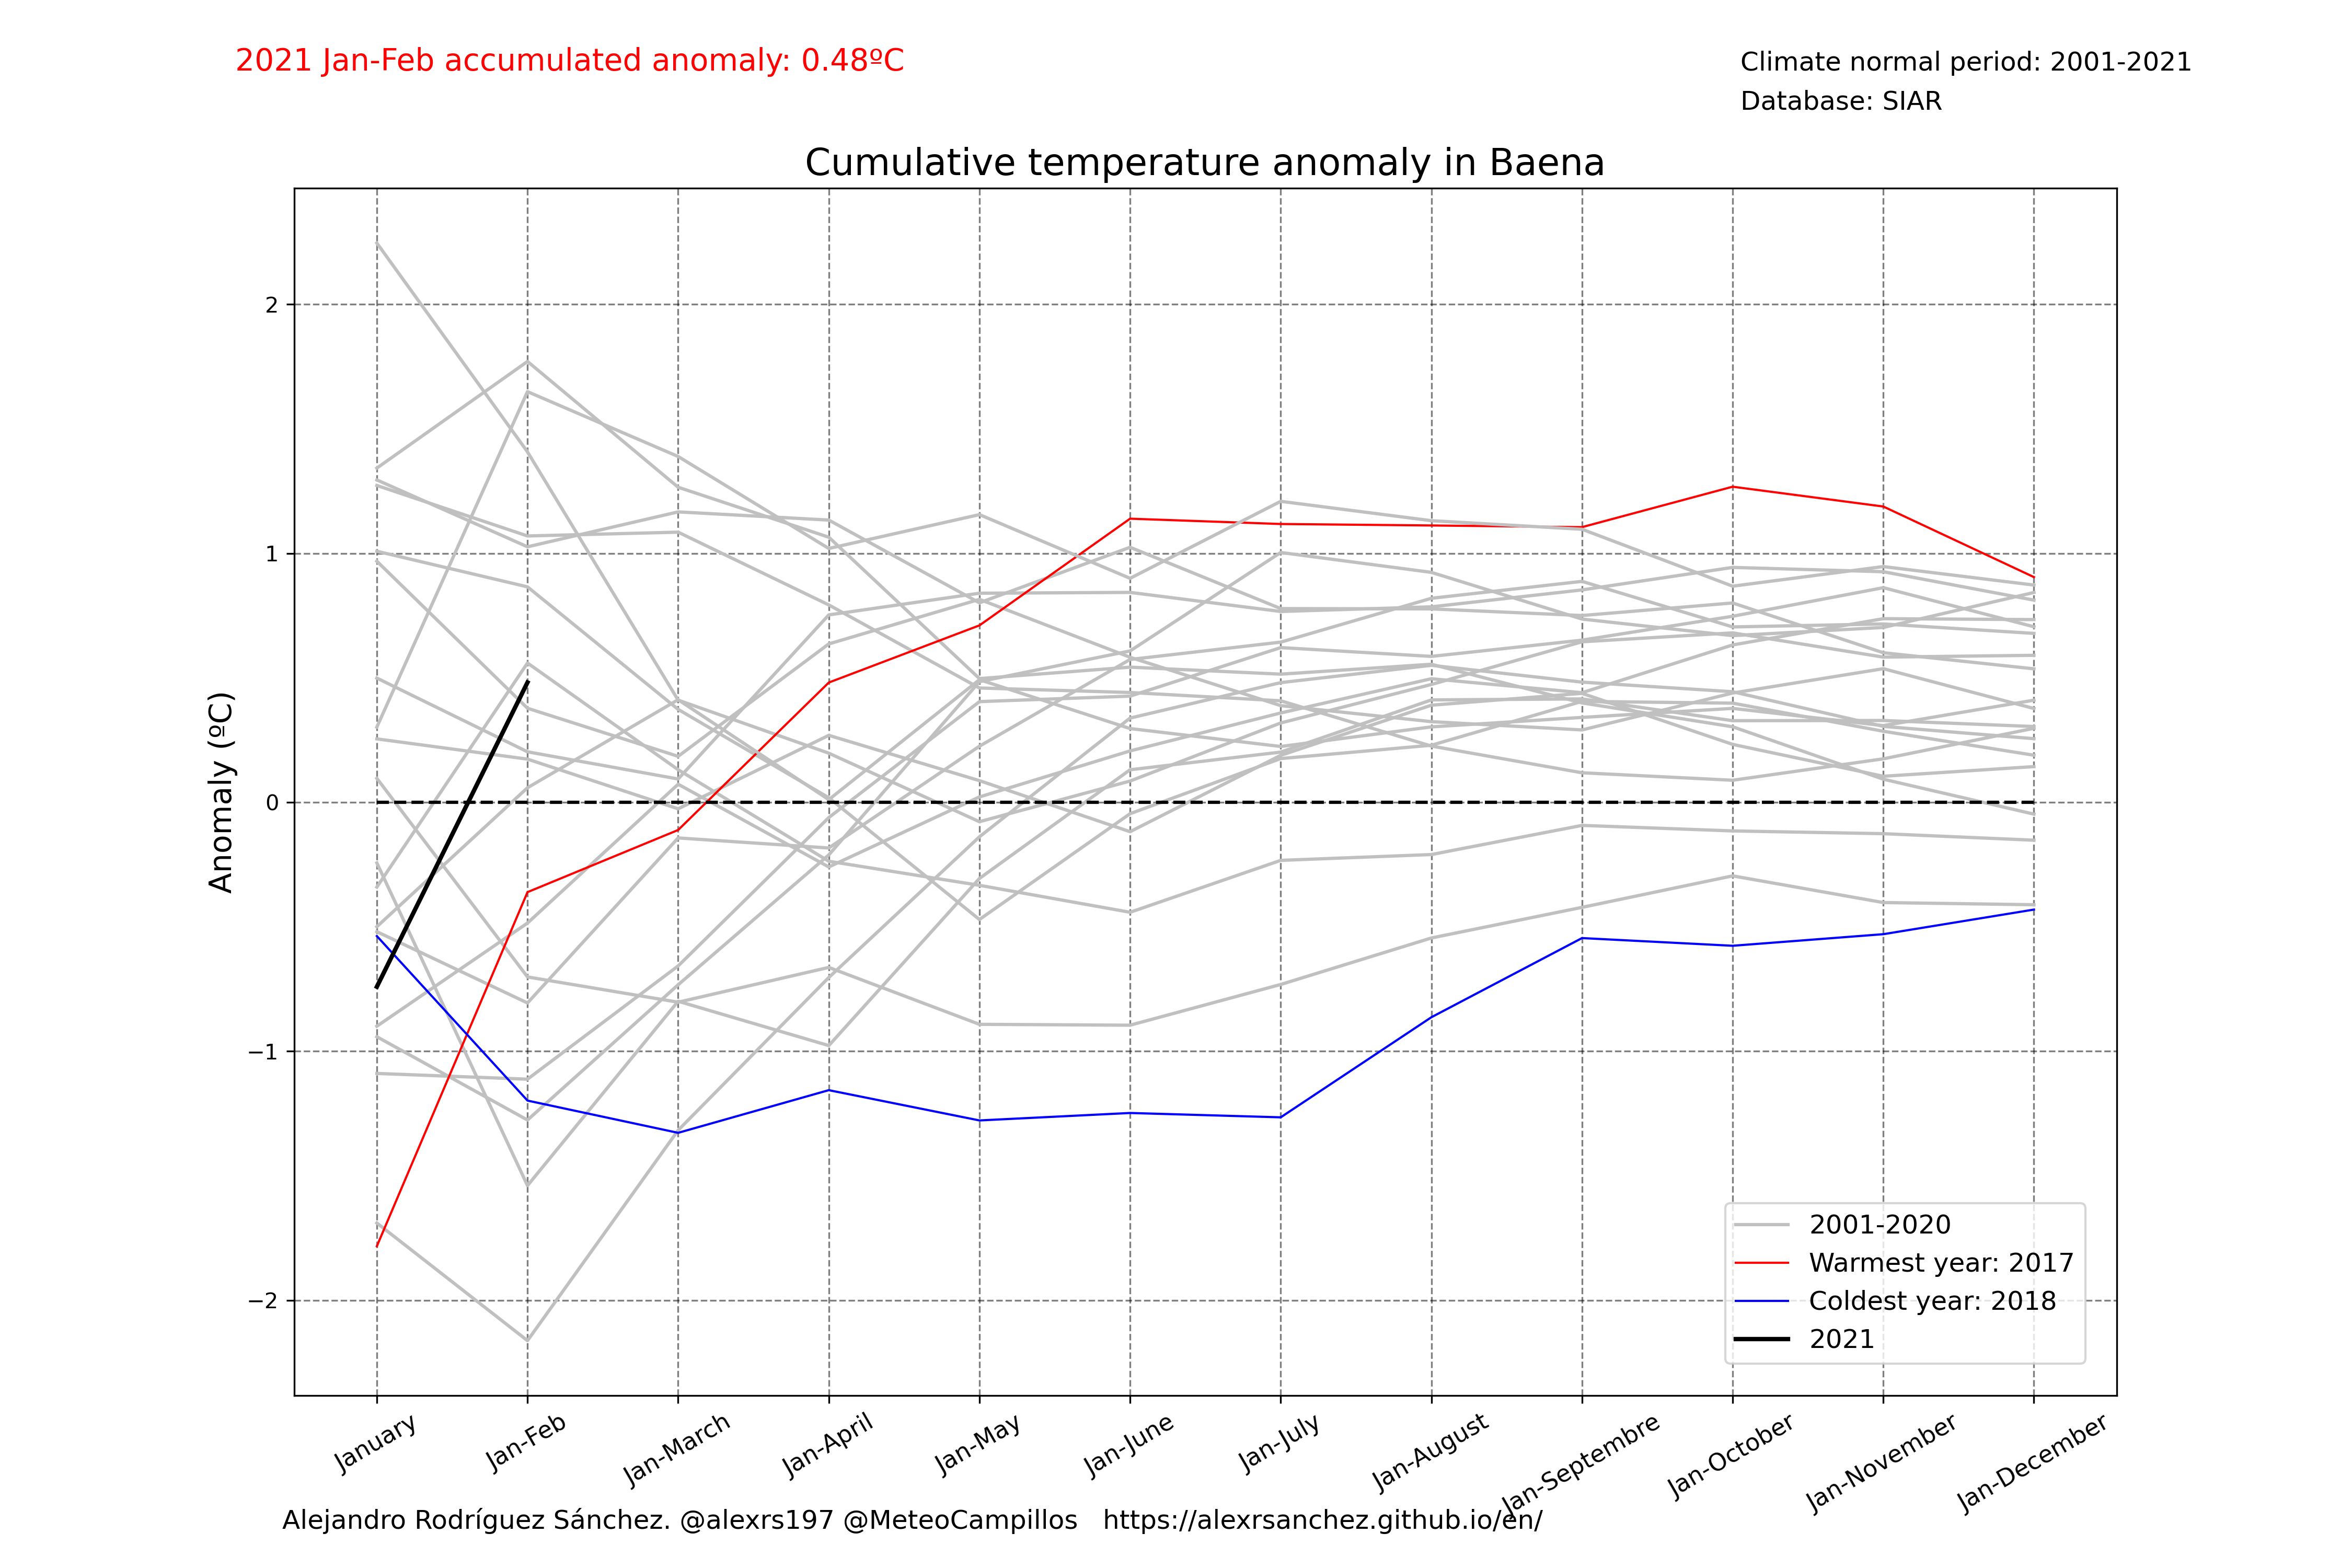 2021 Jan-Feb accumulated anomaly: 0.48ºC
Climate normal period: 2001-2021
Database: SIAR
Cumulative temperature anomaly in Baena
Anomaly (ºC)
2
1
0
−1
−2
2001-2020
Warmest year: 2017
Coldest year: 2018
2021
January
Jan-Feb
Jan-March
Jan-April
Jan-May
Jan-June
Jan-July
Jan-August
Jan-Septembre
Jan-October
Jan-November
Jan-December
Alejandro Rodríguez Sánchez. @alexrs197 @MeteoCampillos https://alexrsanchez.github.io/en/